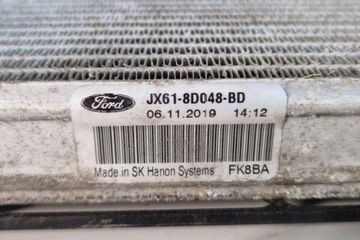 Ford
JX61-8D048-BD
06.11.2019 14:12
Made in SK Hanon Systems FK8BA